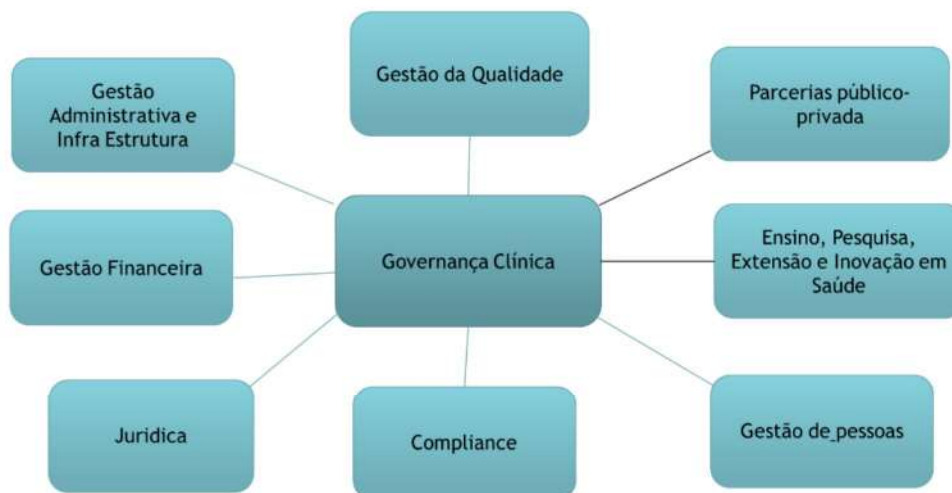 Gestão da Qualidade
Gestão
Administrativa e
Infra Estrutura
Parcerias público-
privada
Gestão Financeira
Governança Clínica
Ensino, Pesquisa,
Extensão e Inovação em
Saúde
Juridica
Compliance
Gestão de_pessoas